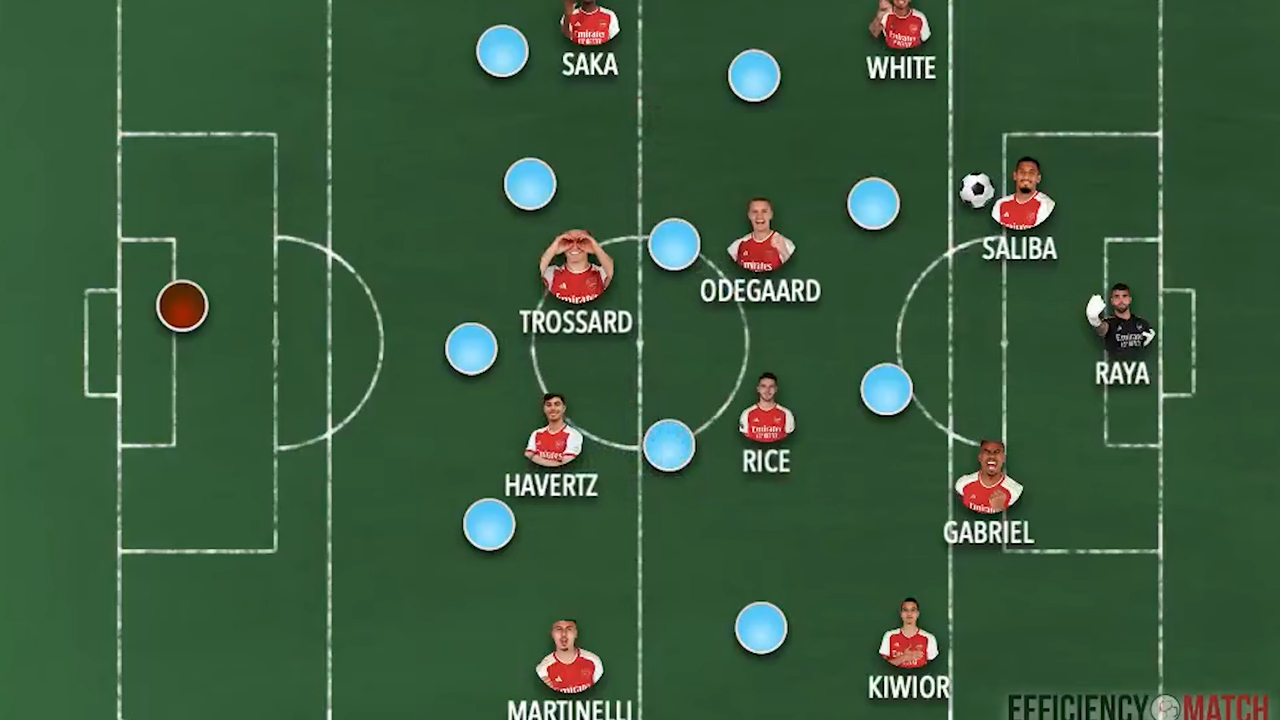 SAKA
WHITE
SALIBA
ODEGAARD
TROSSARD
RAYA
RICE
HAVERTZ
GABRIEL
KIWIOR
MARTINELLI
EFFICIENCY MATCH